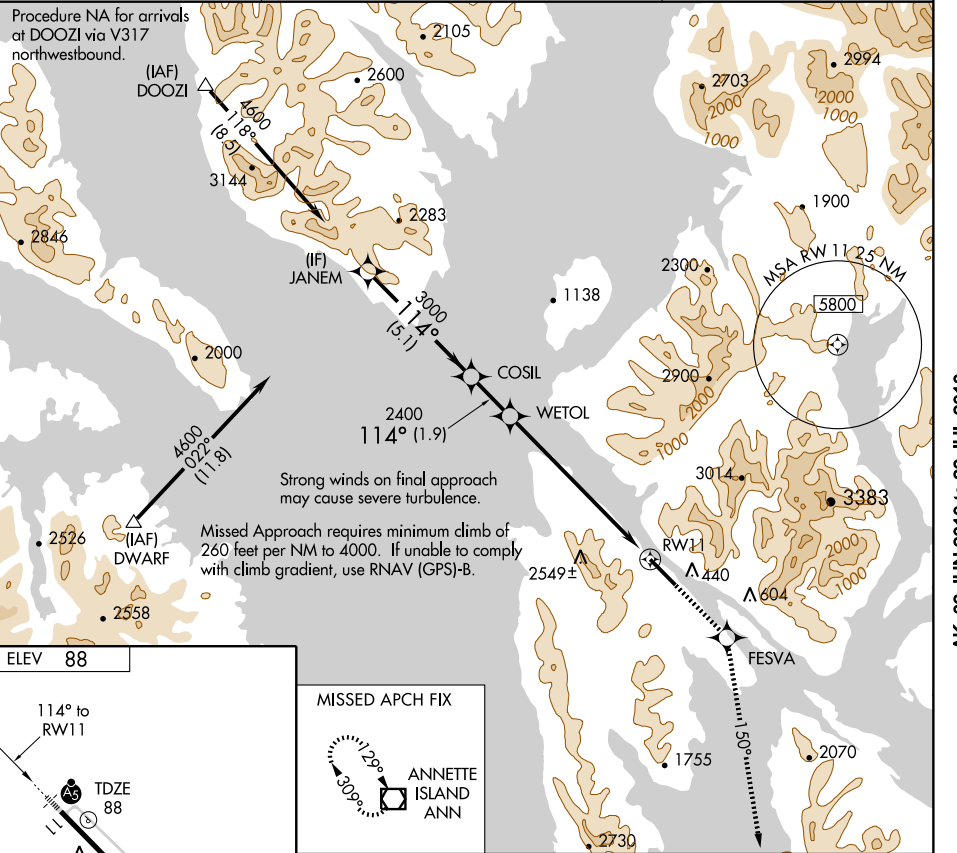 Procedure NA for arrivals
at DOOZI via V317
northwestbound.
(IAF)
DOOZI
4600
118°
(8.5)
3144
2105
2600
2283
2703
2000
1000
2994
2000
1000
1900
2846
(IF)
JANEM
3000
114°
(5.1)
1138
2300
MSA RW 11 25 NM
5800
2000
COSIL
WETOL
2400
114° (1.9)
2900
2000
1000
4600
022°
(11.8)
(IAF)
DWARF
2526
2558
Strong winds on final approach
may cause severe turbulence.
Missed Approach requires minimum climb of
260 feet per NM to 4000. If unable to comply
with climb gradient, use RNAV (GPS)-B.
3014
3383
2000
1000
RW11
2549±
440
604
FESVA
150°
1755
2070
2730
ELEV 88
114° to
RW11
A5
TDZE
88
P
11
MISSED APCH FIX
129°
309°
ANNETTE
ISLAND
ANN